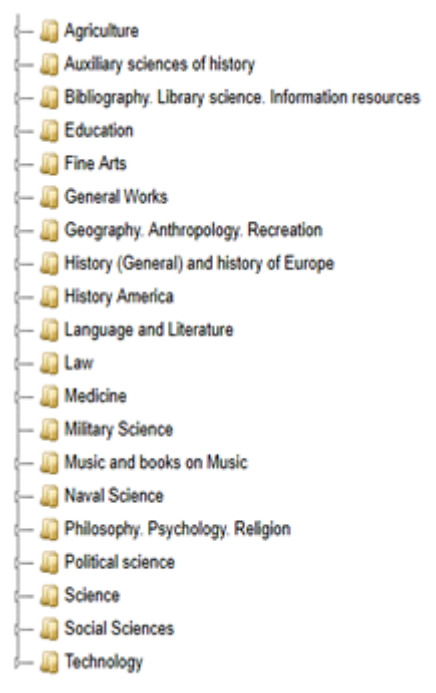 Agriculture
Auxiliary sciences of history
Bibliography. Library science. Information resources
Education
Fine Arts
General Works
Geography. Anthropology. Recreation
History (General) and history of Europe
History America
Language and Literature
Law
Medicine
Military Science
Music and books on Music
Naval Science
Philosophy. Psychology. Religion
Political science
Science
Social Sciences
Technology